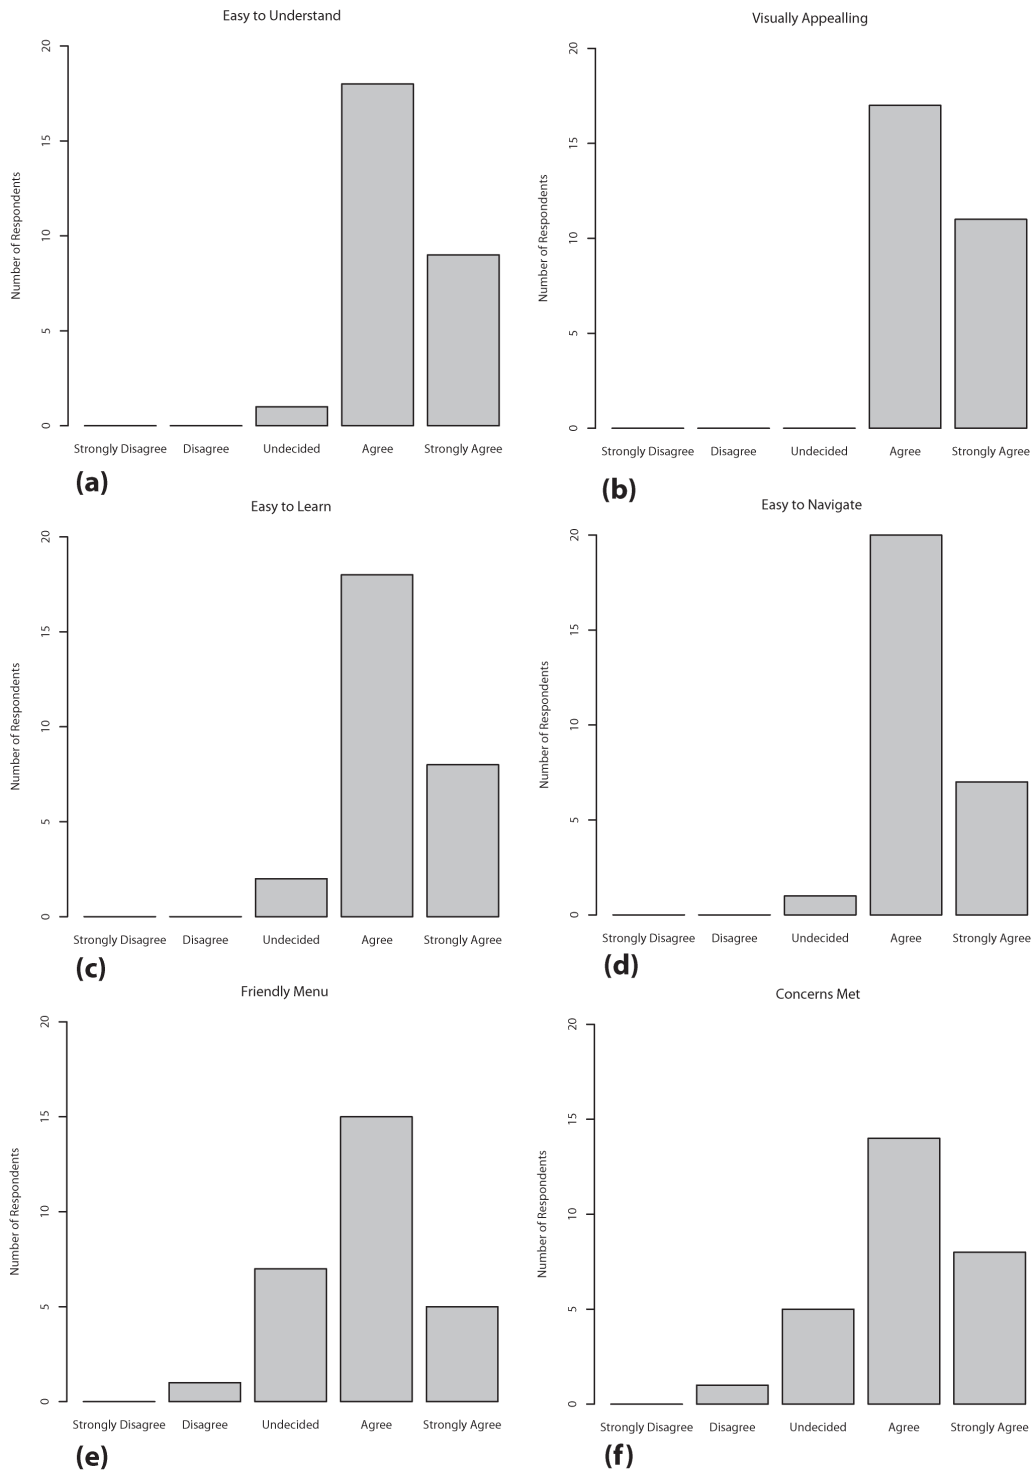 Easy to Understand
Number of Respondents
20
15
10
5
0
Strongly Disagree Disagree Undecided Agree Strongly Agree
(a)
Visually Appealling
Number of Respondents
20
15
10
5
0
Strongly Disagree Disagree Undecided Agree Strongly Agree
(b)
Easy to Learn
Number of Respondents
20
15
10
5
0
Strongly Disagree Disagree Undecided Agree Strongly Agree
(c)
Easy to Navigate
Number of Respondents
20
15
10
5
0
Strongly Disagree Disagree Undecided Agree Strongly Agree
(d)
Friendly Menu
Number of Respondents
20
15
10
5
0
Strongly Disagree Disagree Undecided Agree Strongly Agree
(e)
Concerns Met
Number of Respondents
20
15
10
5
0
Strongly Disagree Disagree Undecided Agree Strongly Agree
(f)